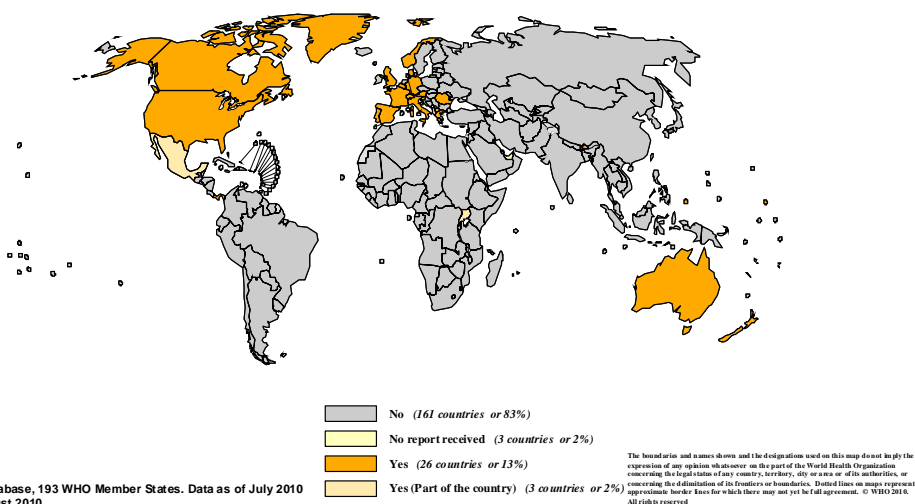 No (161 countries or 83%)
No report received (3 countries or 2%)
Yes (26 countries or 13%)
Yes (Part of the country) (3 countries or 2%)
abase, 193 WHO Member States. Data as of July 2010
ust 2010
The boundaries and names shown and the designations used on this map do not imply the
expression of any opinion whatsoever on the part of the World Health Organization
concerning the legal status of any country, territory, city or area or of its authorities, or
concerning the delimitation of its frontiers or boundaries. Dotted lines on maps represent
approximate border lines for which there may not yet be full agreement. © WHO 2010.
All rights reserved